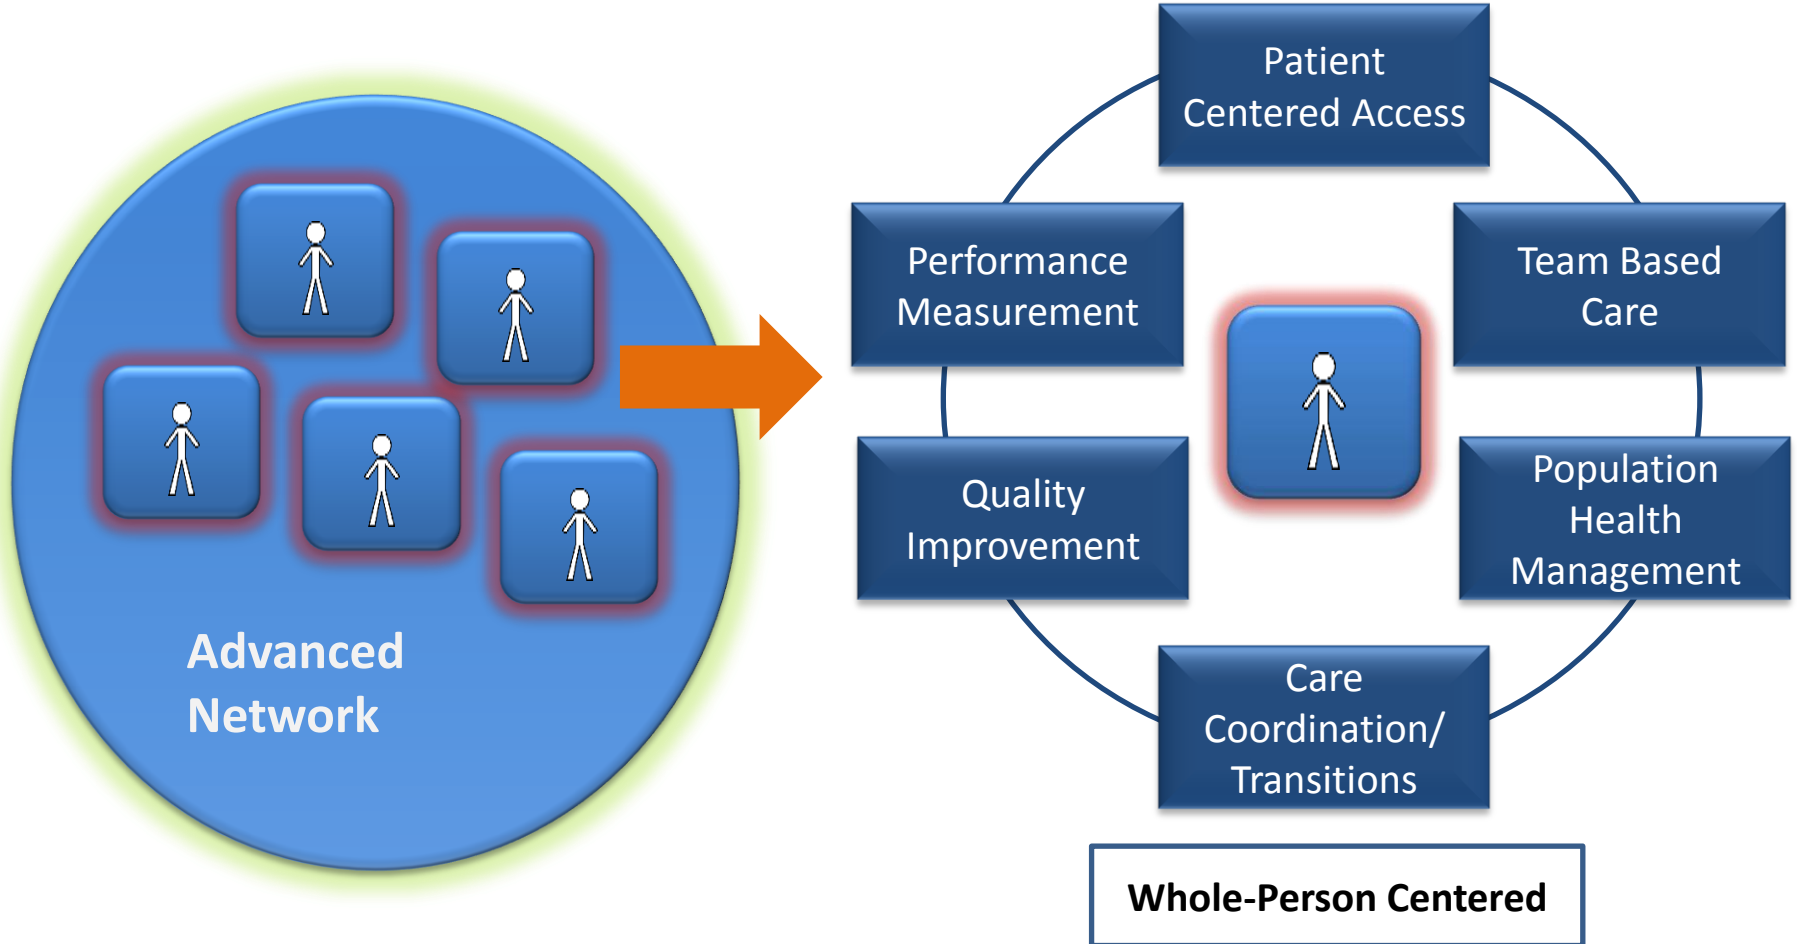 Advanced
Network
Patient
Centered Access
Team Based
Care
Population
Health
Management
Care
Coordination/
Transitions
Quality
Improvement
Performance
Measurement
Whole-Person Centered